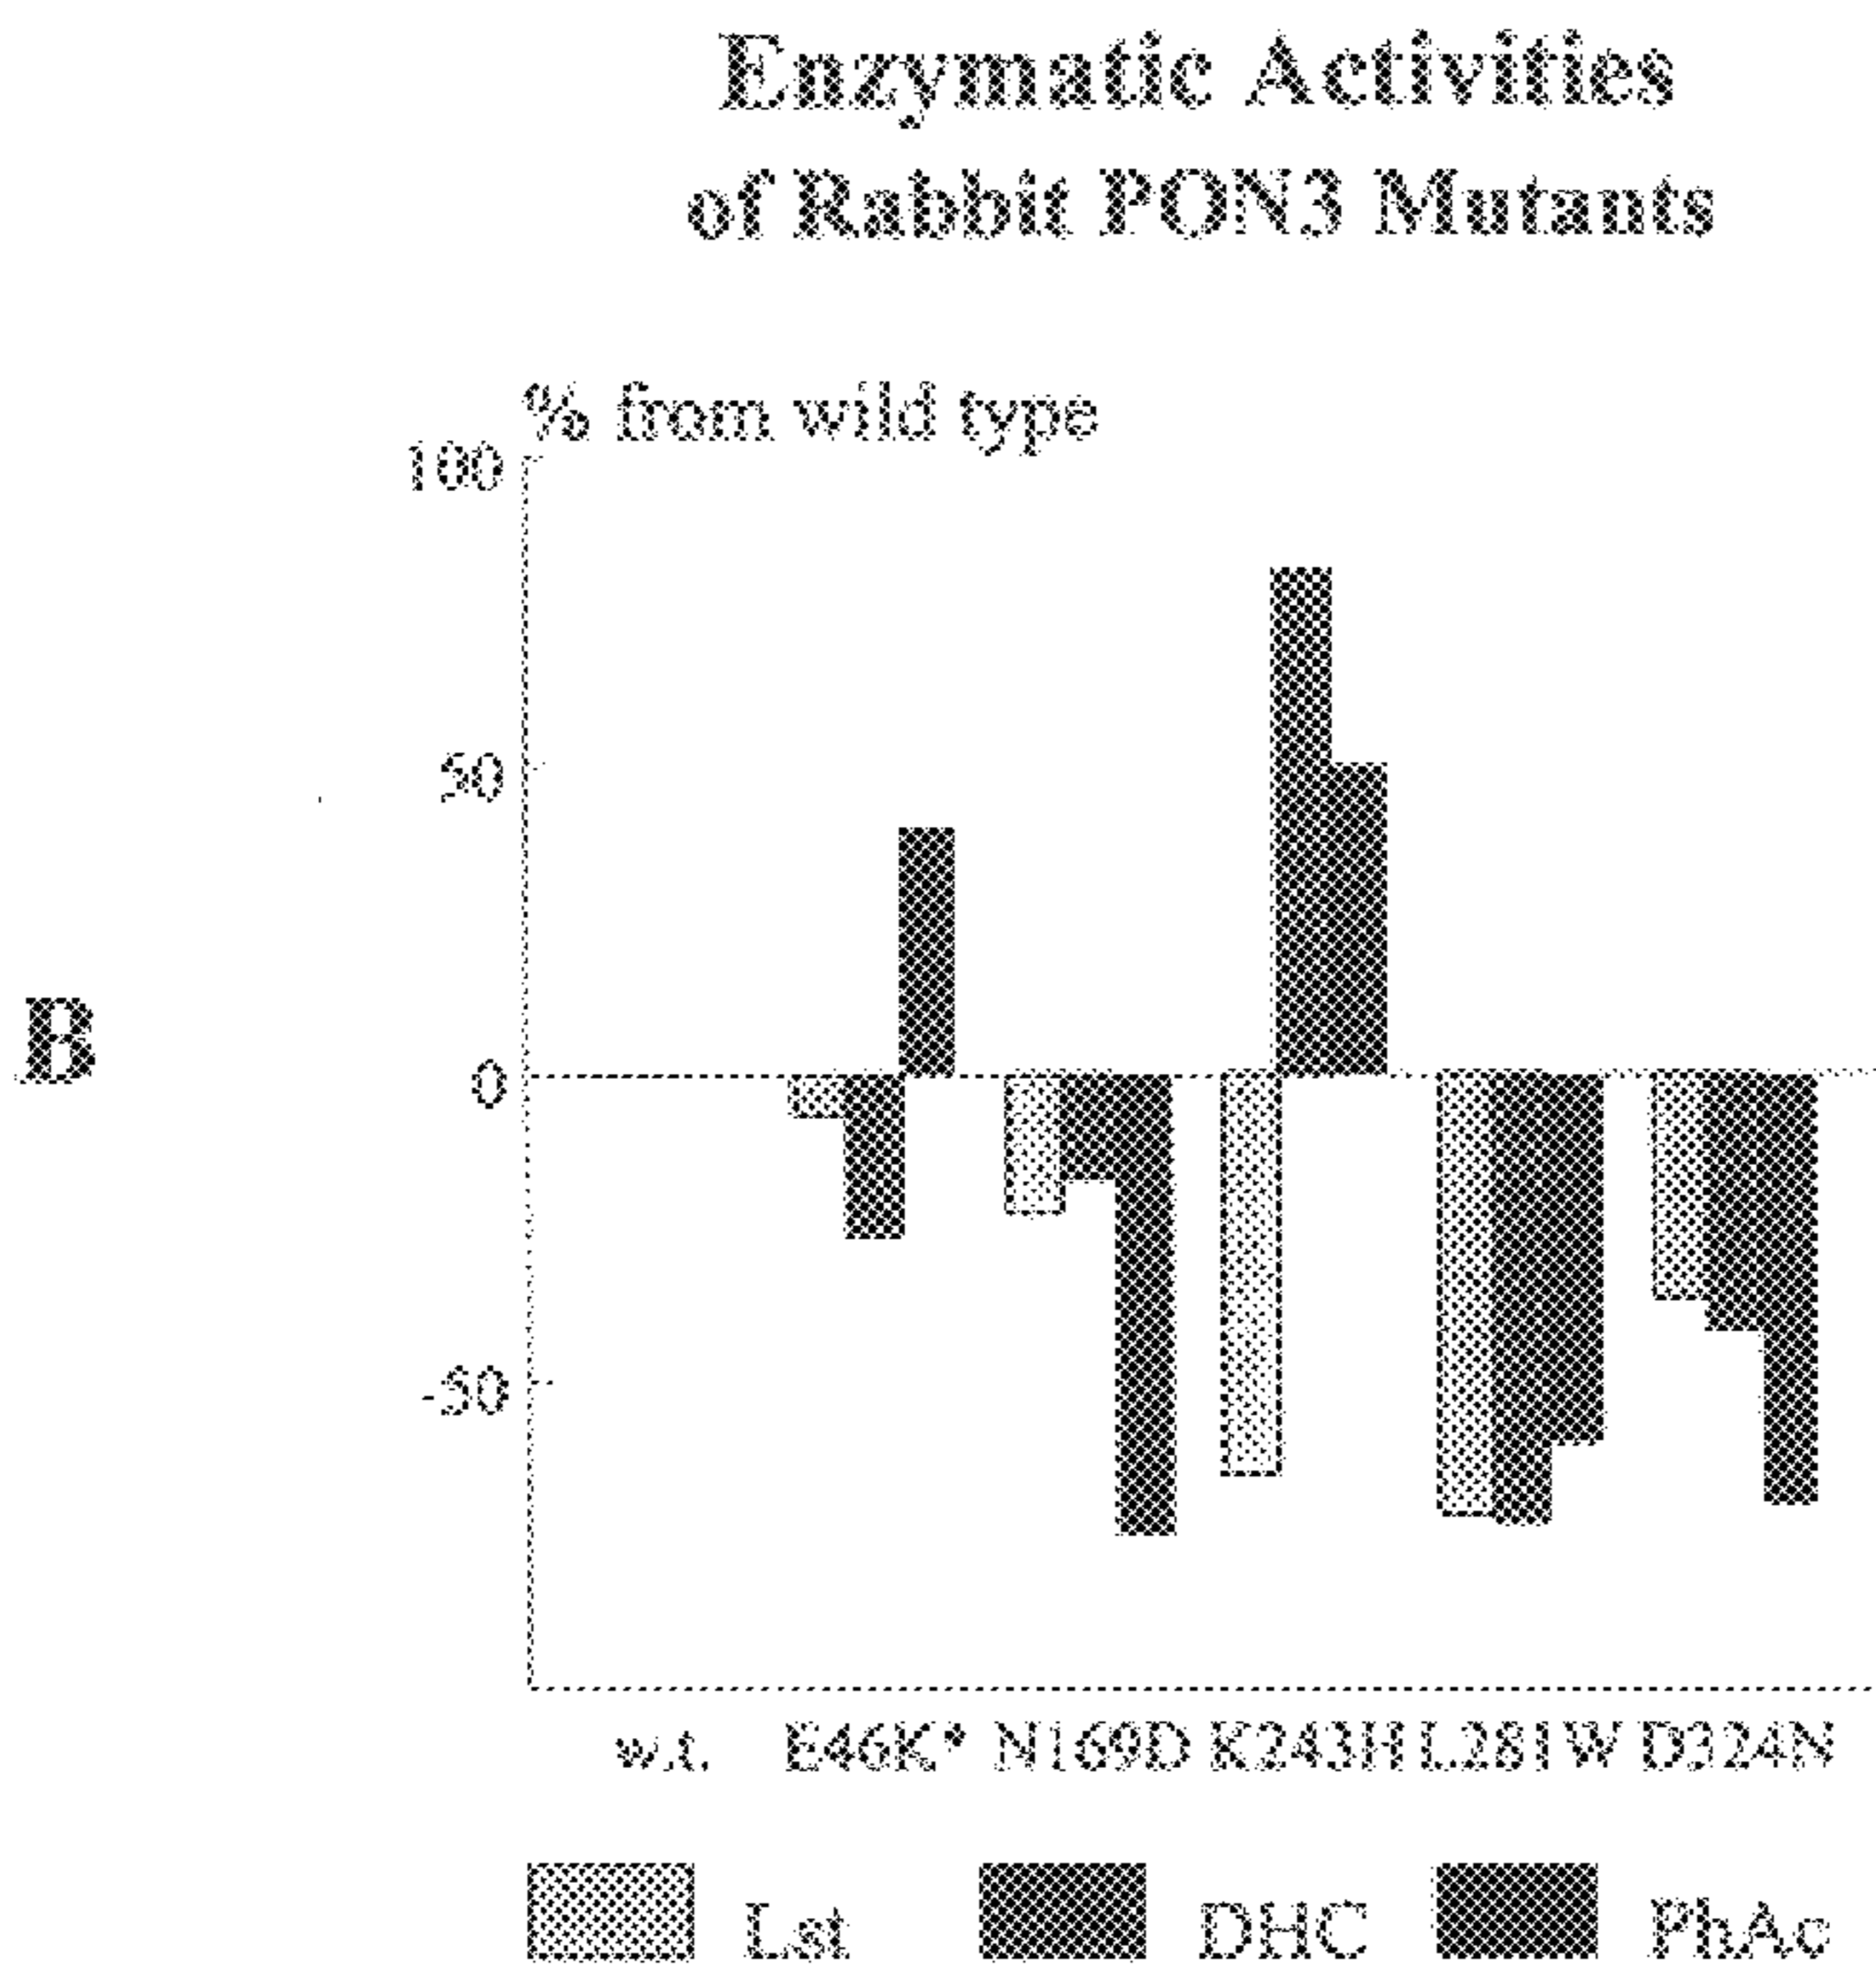 Enzymatic Activities
of Rabbit PON3 Mutants
% from wild type
100
50
B
0
-50
w.t. E46K* N169D K243H L281W D324N
Lst DHC PhAc